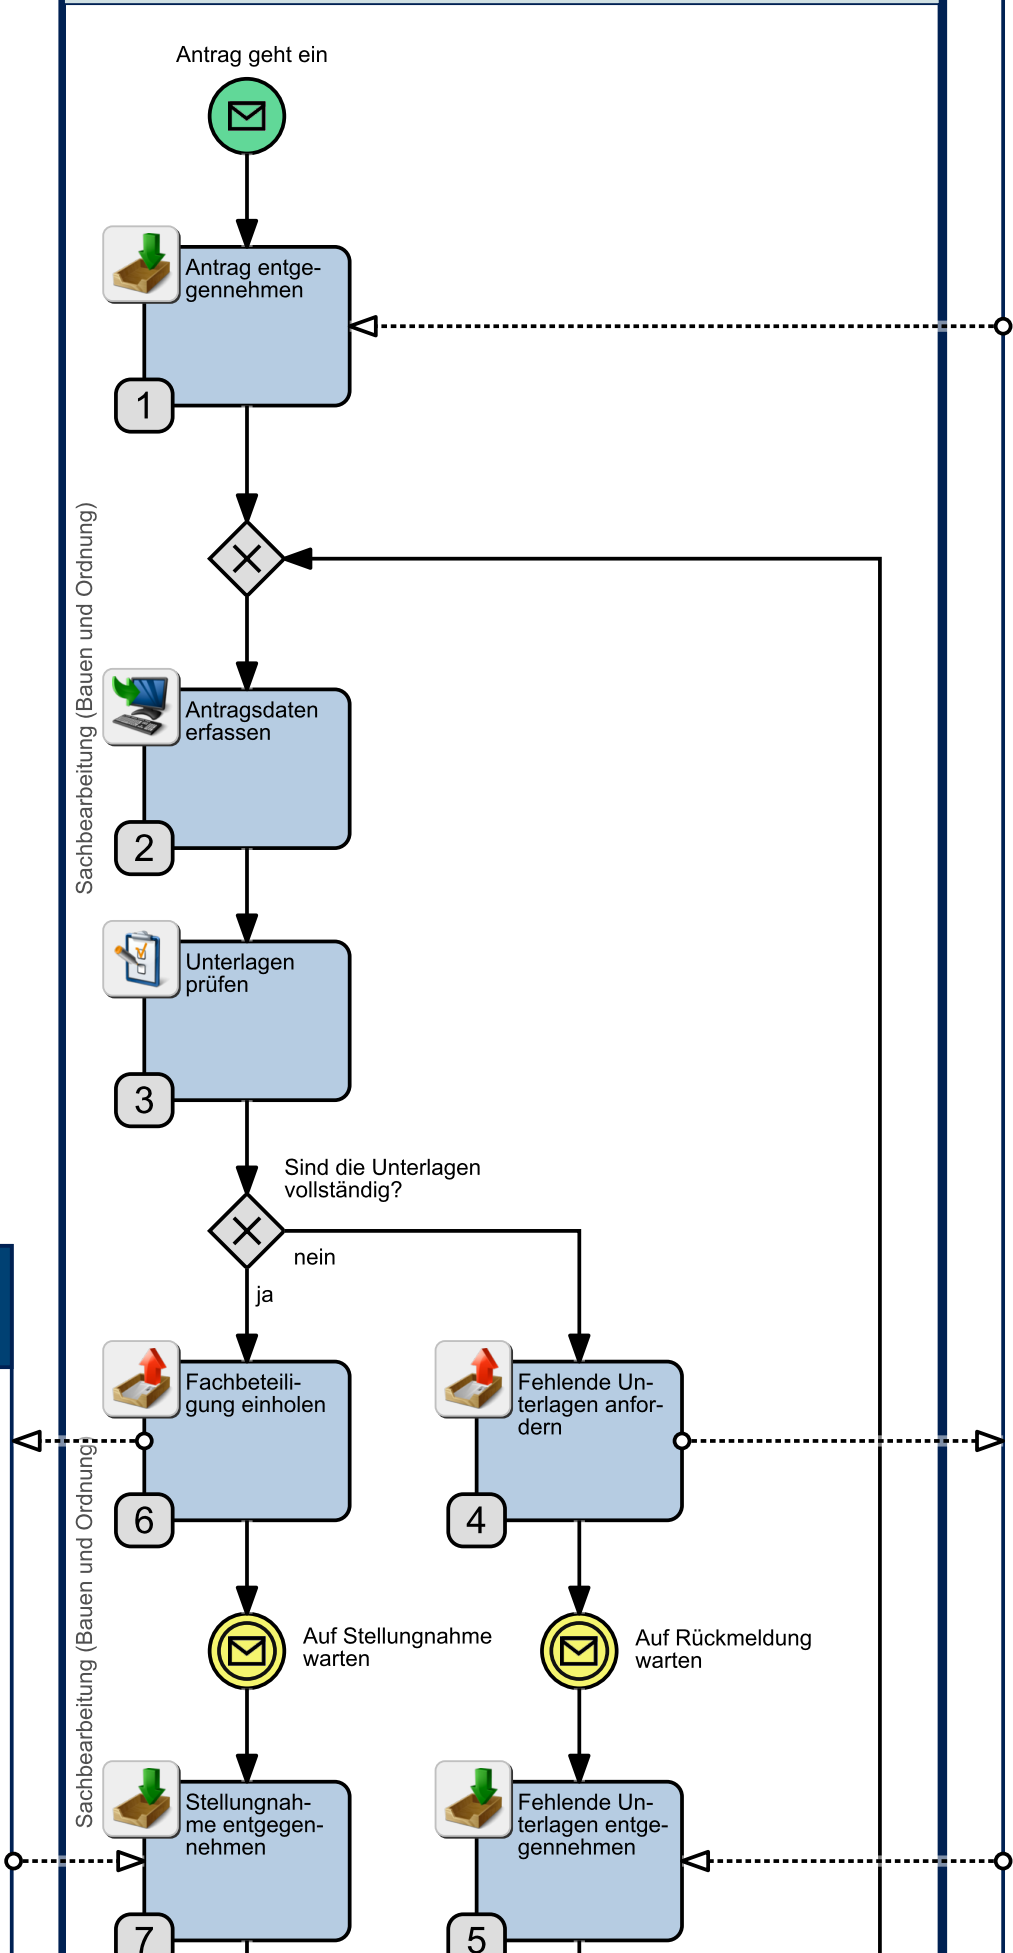 Antrag geht ein
Antrag entge-
gennehmen
1
Sachbearbeitung (Bauen und Ordnung)
Antragsdaten
erfassen
2
Unterlagen
prüfen
3
Sind die Unterlagen
vollständig?
nein
ja
Fachbeteili-
gung einholen
6
Fehlende Un-
terlagen anfor-
dern
4
Sachbearbeitung (Bauen und Ordnung)
Auf Stellungnahme
warten
Auf Rückmeldung
warten
Stellungnah-
me entgegen-
nehmen
7
Fehlende Un-
terlagen entge-
gennehmen
5